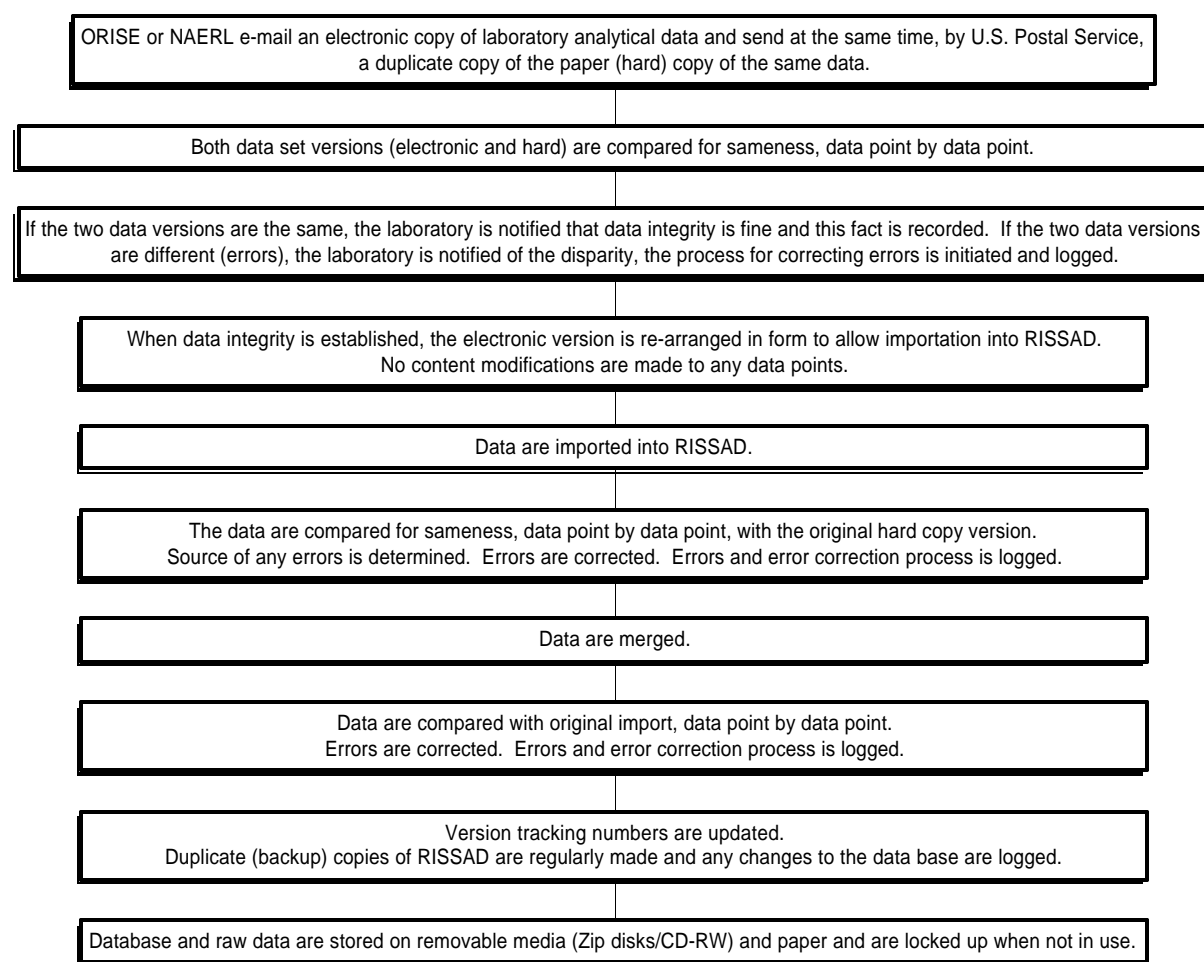 ORISE or NAERL e-mail an electronic copy of laboratory analytical data and send at the same time, by U.S. Postal Service,
a duplicate copy of the paper (hard) copy of the same data.
Both data set versions (electronic and hard) are compared for sameness, data point by data point.
If the two data versions are the same, the laboratory is notified that data integrity is fine and this fact is recorded.  If the two data versions
are different (errors), the laboratory is notified of the disparity, the process for correcting errors is initiated and logged.
When data integrity is established, the electronic version is re-arranged in form to allow importation into RISSAD.
No content modifications are made to any data points.
Data are imported into RISSAD.
The data are compared for sameness, data point by data point, with the original hard copy version.
Source of any errors is determined.  Errors are corrected.  Errors and error correction process is logged.
Data are merged.
Data are compared with original import, data point by data point.
Errors are corrected.  Errors and error correction process is logged.
Version tracking numbers are updated.
Duplicate (backup) copies of RISSAD are regularly made and any changes to the data base are logged.
Database and raw data are stored on removable media (Zip disks/CD-RW) and paper and are locked up when not in use.